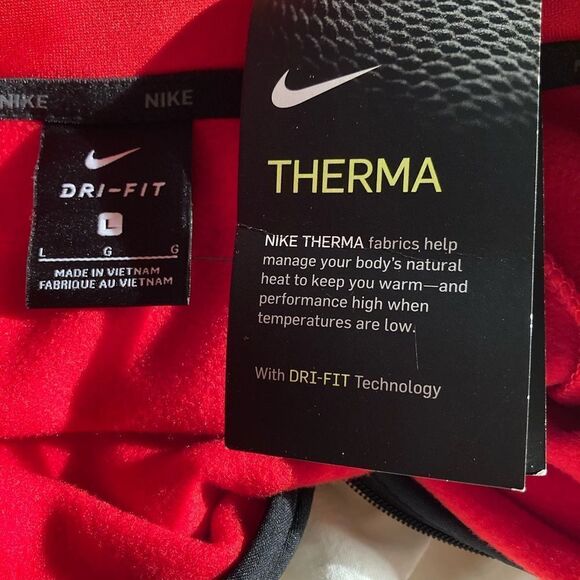 NIKE NIKE
DRI-FIT
L
L G G
MADE IN VIETNAM
FABRIQUE AU VIETNAM
THERMA
NIKE THERMA fabrics help
manage your body's natural
heat to keep you warm—and
performance high when
temperatures are low.
With DRI-FIT Technology